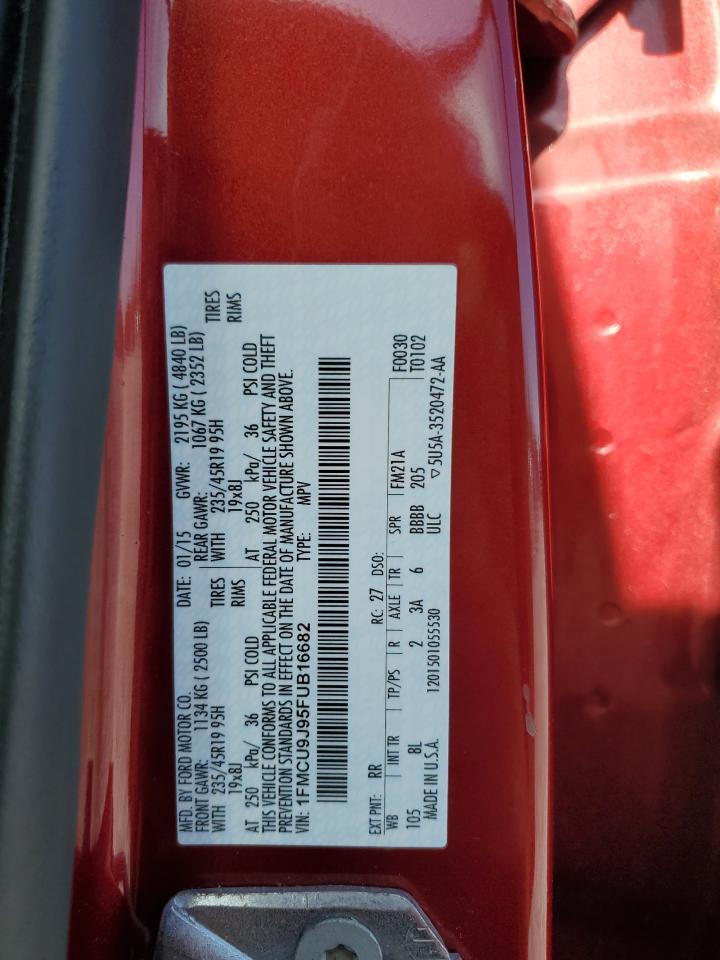 MFD. BY FORD MOTOR CO. DATE: 01/15 GVWR: 2195 KG ( 4840 LB)
FRONT GAWR: 1134 KG ( 2500 LB) REAR GAWR: 1067 KG ( 2352 LB)
WITH 235/45R19 95H TIRES WITH 235/45R19 95H TIRES
19x8J RIMS 19x8J RIMS
AT 250 kPa/ 36 PSI COLD AT 250 kPa/ 36 PSI COLD
THIS VEHICLE CONFORMS TO ALL APPLICABLE FEDERAL MOTOR VEHICLE SAFETY AND THEFT
PREVENTION STANDARDS IN EFFECT ON THE DATE OF MANUFACTURE SHOWN ABOVE.
VIN: 1FMCU9J95FUB16682 TYPE: MPV
EXT PNT: RR RC: 27 DSO: FM21A F0030
WB INT TR TP/PS R AXLE TR SPR 205 T0102
105 8L 2 3A 6 BBBB
MADE IN U.S.A. 1201501055530 ULC ▽5U5A-3520472-AA